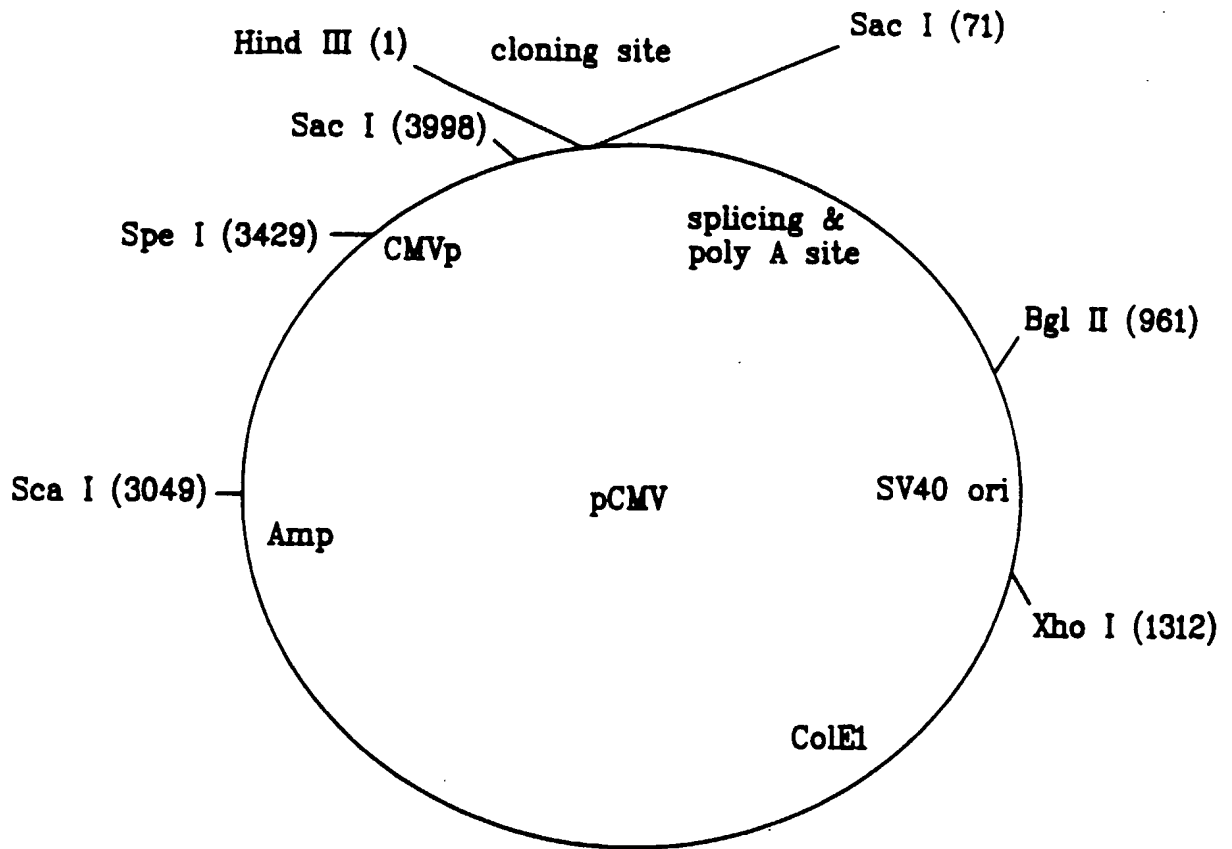 Hind III (1)
cloning site
Sac I (71)
Sac I (3998)
Spe I (3429)
CMVp
splicing &
poly A site
Bgl II (961)
Sca I (3049)
Amp
pCMV
SV40 ori
Xho I (1312)
ColE1